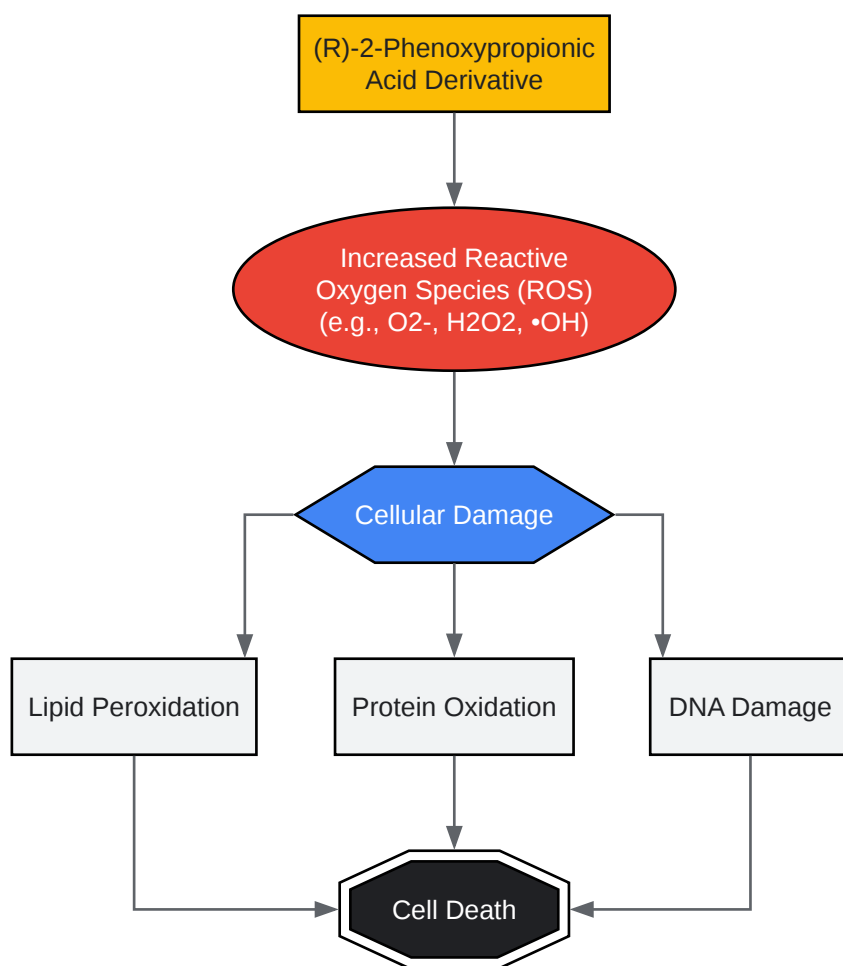 (R)-2-Phenoxypropionic
Acid Derivative
Increased Reactive
Oxygen Species (ROS)
(e.g., O2-, H2O2, •OH)
Cellular Damage
Lipid Peroxidation
Protein Oxidation
DNA Damage
Cell Death